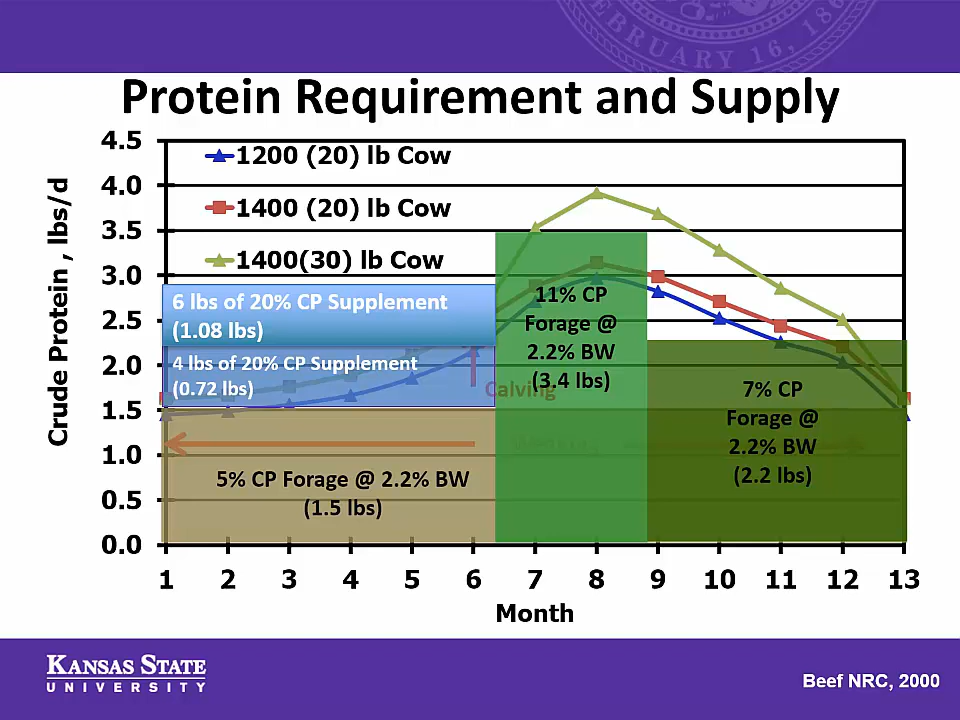 FEBRUARY 16, 186
Protein Requirement and Supply
4.5
4.0
3.5
3.0
2.5
2.0
1.5
1.0
0.5
0.0
Crude Protein , lbs/d
1200 (20) lb Cow
1400 (20) lb Cow
1400(30) lb Cow
6 lbs of 20% CP Supplement
(1.08 lbs)
4 lbs of 20% CP Supplement
(0.72 lbs)
5% CP Forage @ 2.2% BW
(1.5 lbs)
Calving
11% CP
Forage @
2.2% BW
(3.4 lbs)
7% CP
Forage @
2.2% BW
(2.2 lbs)
1 2 3 4 5 6 7 8 9 10 11 12 13
Month
KANSAS STATE
UNIVERSITY
Beef NRC, 2000